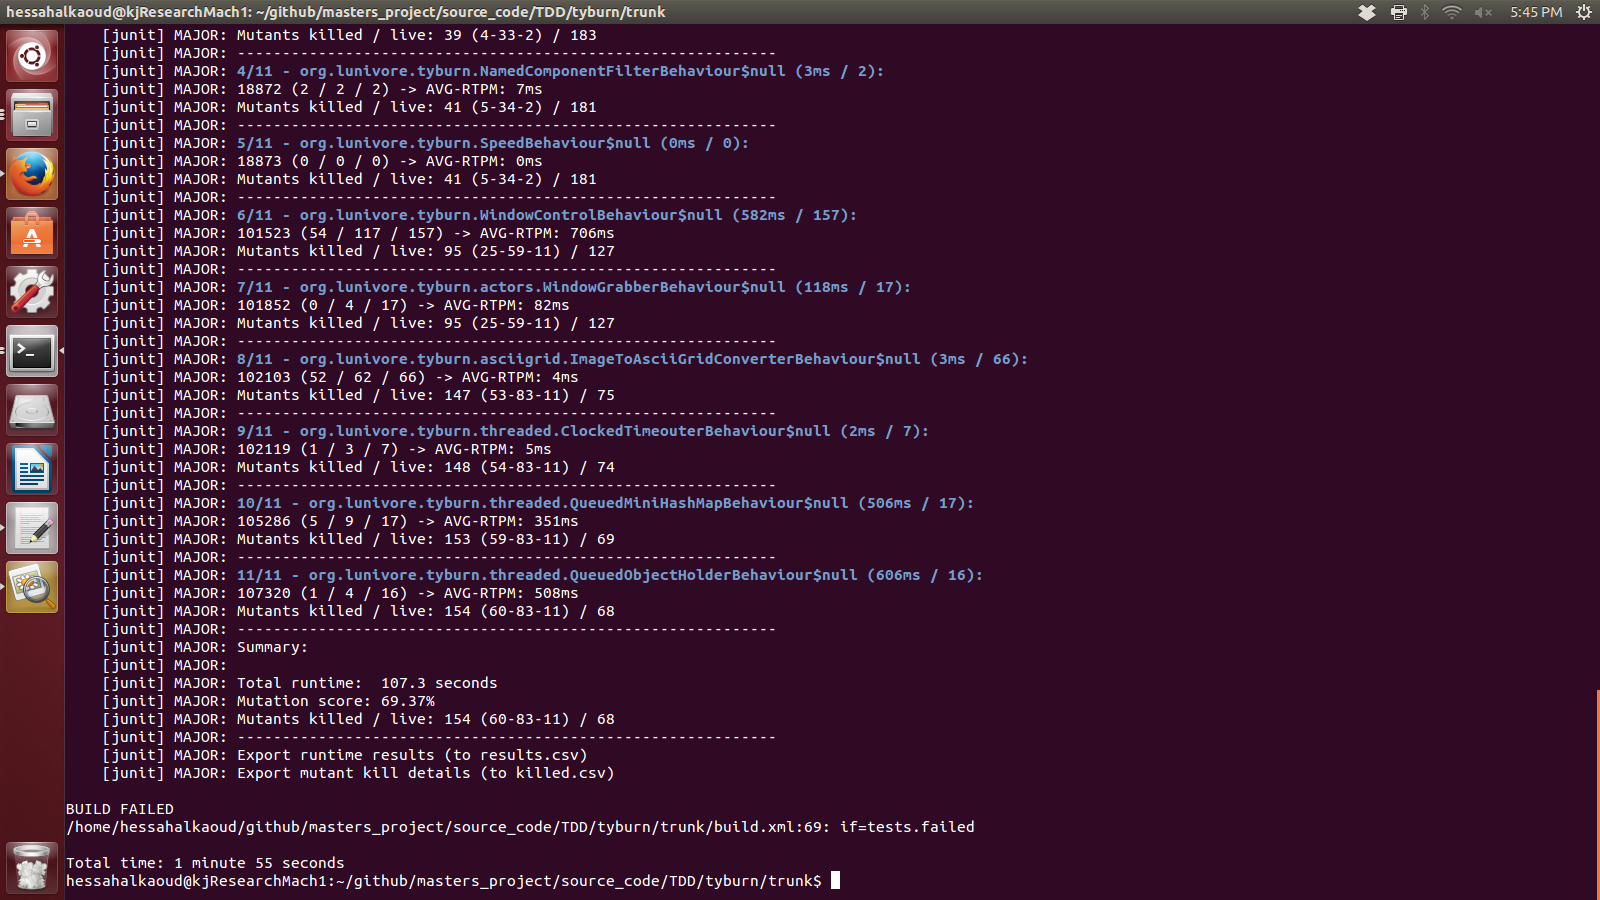 hessahalkaoud@kjResearchMach1: ~/github/masters_project/source_code/TDD/tyburn/trunk
5:45 PM
[junit] MAJOR: Mutants killed / live: 39 (4-33-2) / 183
[junit] MAJOR: ------------------------------------------------------------
[junit] MAJOR: 4/11 - org.lunivore.tyburn.NamedComponentFilterBehaviour$null (3ms / 2):
[junit] MAJOR: 18872 (2 / 2 / 2) -> AVG-RTPM: 7ms
[junit] MAJOR: Mutants killed / live: 41 (5-34-2) / 181
[junit] MAJOR: ------------------------------------------------------------
[junit] MAJOR: 5/11 - org.lunivore.tyburn.SpeedBehaviour$null (0ms / 0):
[junit] MAJOR: 18873 (0 / 0 / 0) -> AVG-RTPM: 0ms
[junit] MAJOR: Mutants killed / live: 41 (5-34-2) / 181
[junit] MAJOR: ------------------------------------------------------------
[junit] MAJOR: 6/11 - org.lunivore.tyburn.WindowControlBehaviour$null (582ms / 157):
[junit] MAJOR: 101523 (54 / 117 / 157) -> AVG-RTPM: 706ms
[junit] MAJOR: Mutants killed / live: 95 (25-59-11) / 127
[junit] MAJOR: ------------------------------------------------------------
[junit] MAJOR: 7/11 - org.lunivore.tyburn.actors.WindowGrabberBehaviour$null (118ms / 17):
[junit] MAJOR: 101852 (0 / 4 / 17) -> AVG-RTPM: 82ms
[junit] MAJOR: Mutants killed / live: 95 (25-59-11) / 127
[junit] MAJOR: ------------------------------------------------------------
[junit] MAJOR: 8/11 - org.lunivore.tyburn.asciigrid.ImageToAsciiGridConverterBehaviour$null (3ms / 66):
[junit] MAJOR: 102103 (52 / 62 / 66) -> AVG-RTPM: 4ms
[junit] MAJOR: Mutants killed / live: 147 (53-83-11) / 75
[junit] MAJOR: ------------------------------------------------------------
[junit] MAJOR: 9/11 - org.lunivore.tyburn.threaded.ClockedTimeouterBehaviour$null (2ms / 7):
[junit] MAJOR: 102119 (1 / 3 / 7) -> AVG-RTPM: 5ms
[junit] MAJOR: Mutants killed / live: 148 (54-83-11) / 74
[junit] MAJOR: ------------------------------------------------------------
[junit] MAJOR: 10/11 - org.lunivore.tyburn.threaded.QueuedMiniHashMapBehaviour$null (506ms / 17):
[junit] MAJOR: 105286 (5 / 9 / 17) -> AVG-RTPM: 351ms
[junit] MAJOR: Mutants killed / live: 153 (59-83-11) / 69
[junit] MAJOR: ------------------------------------------------------------
[junit] MAJOR: 11/11 - org.lunivore.tyburn.threaded.QueuedObjectHolderBehaviour$null (606ms / 16):
[junit] MAJOR: 107320 (1 / 4 / 16) -> AVG-RTPM: 508ms
[junit] MAJOR: Mutants killed / live: 154 (60-83-11) / 68
[junit] MAJOR: ------------------------------------------------------------
[junit] MAJOR: Summary:
[junit] MAJOR:
[junit] MAJOR: Total runtime:  107.3 seconds
[junit] MAJOR: Mutation score: 69.37%
[junit] MAJOR: Mutants killed / live: 154 (60-83-11) / 68
[junit] MAJOR: ------------------------------------------------------------
[junit] MAJOR: Export runtime results (to results.csv)
[junit] MAJOR: Export mutant kill details (to killed.csv)
BUILD FAILED
/home/hessahalkaoud/github/masters_project/source_code/TDD/tyburn/trunk/build.xml:69: if=tests.failed
Total time: 1 minute 55 seconds
hessahalkaoud@kjResearchMach1:~/github/masters_project/source_code/TDD/tyburn/trunk$